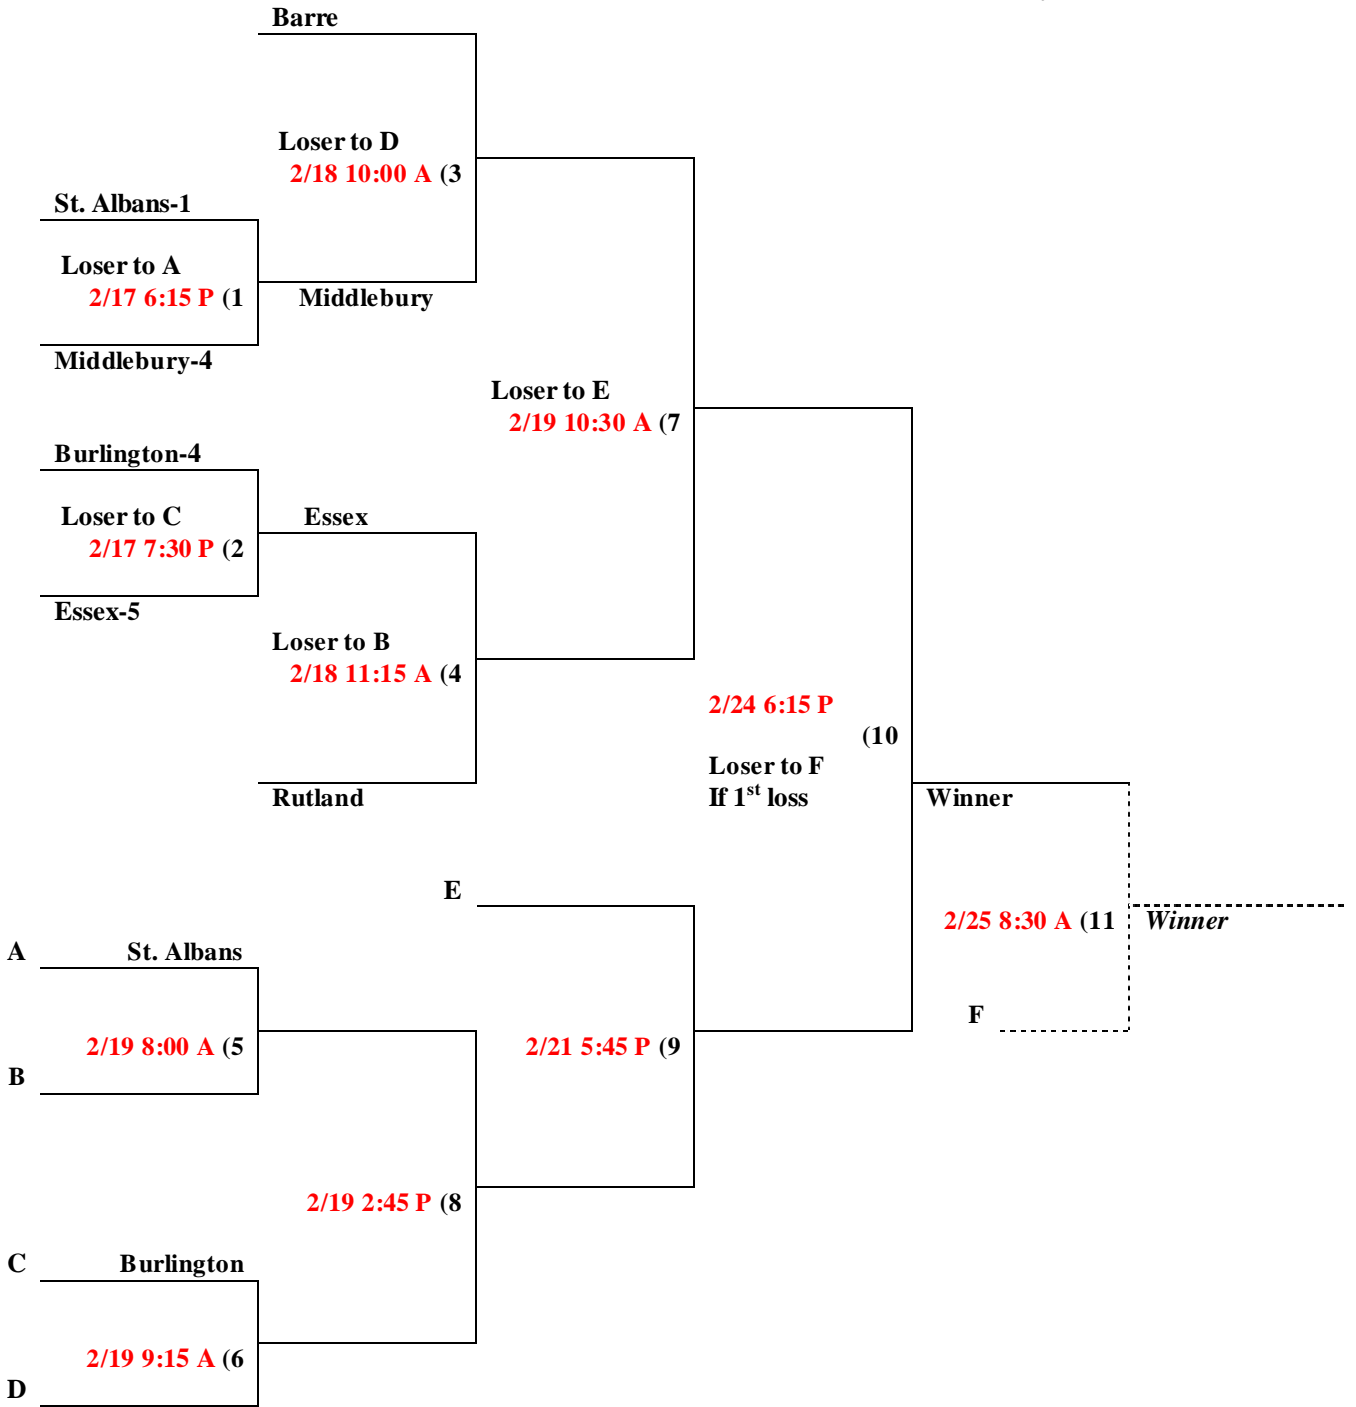 Barre
Loser to D
2/18 10:00 A (3
St. Albans-1
Loser to A
2/17 6:15 P (1
Middlebury
Middlebury-4
Loser to E
2/19 10:30 A (7
Burlington-4
Loser to C
Essex
2/17 7:30 P (2
Essex-5
Loser to B
2/18 11:15 A (4
2/24 6:15 P
(10
Loser to F
If 1st loss
Rutland
Winner
E
2/25 8:30 A (11
Winner
A
St. Albans
F
2/19 8:00 A (5
2/21 5:45 P (9
B
2/19 2:45 P (8
C
Burlington
2/19 9:15 A (6
D